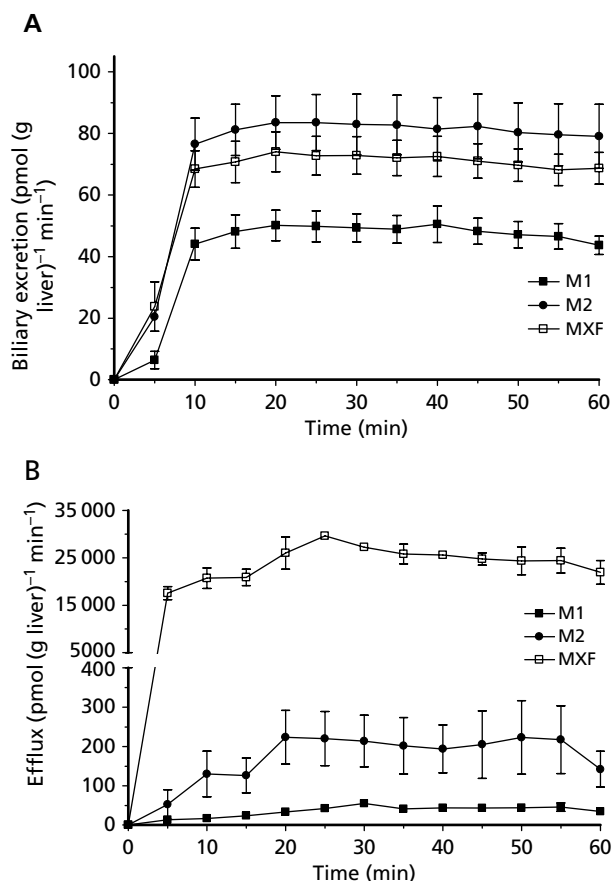 A
Biliary excretion (pmol (g
liver)⁻¹ min⁻¹)
100
80
60
40
20
0
M1
M2
MXF
0 10 20 30 40 50 60
Time (min)
B
Efflux (pmol (g liver)⁻¹ min⁻¹)
35 000
25 000
15 000
5000
400
300
200
100
0
M1
M2
MXF
0 10 20 30 40 50 60
Time (min)